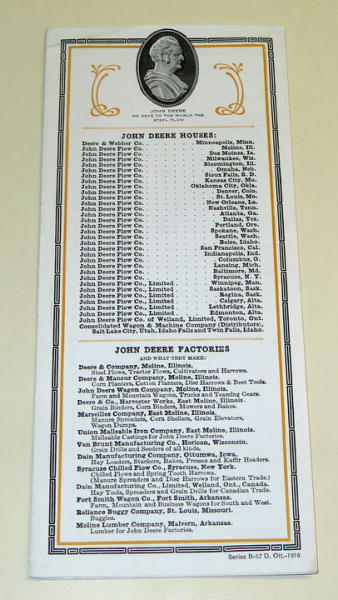 JOHN DEERE
HE GAVE TO THE WORLD THE
STEEL PLOW
JOHN DEERE HOUSES:
Deere & Webber Co. . . . . . . . Minneapolis, Minn.
John Deere Plow Co. . . . . . . . Moline, Ill.
John Deere Plow Co. . . . . . . . Des Moines, Ia.
John Deere Plow Co. . . . . . . . Milwaukee, Wis.
John Deere Plow Co. . . . . . . . Bloomington, Ill.
John Deere Plow Co. . . . . . . . Omaha, Neb.
John Deere Plow Co. . . . . . . . Sioux Falls, S. D.
John Deere Plow Co. . . . . . . . Kansas City, Mo.
John Deere Plow Co. . . . . . . . Oklahoma City, Okla.
John Deere Plow Co. . . . . . . . Denver, Colo.
John Deere Plow Co. . . . . . . . St. Louis, Mo.
John Deere Plow Co. . . . . . . . New Orleans, La.
John Deere Plow Co. . . . . . . . Nashville, Tenn.
John Deere Plow Co. . . . . . . . Atlanta, Ga.
John Deere Plow Co. . . . . . . . Dallas, Tex.
John Deere Plow Co. . . . . . . . Portland, Ore.
John Deere Plow Co. . . . . . . . Spokane, Wash.
John Deere Plow Co. . . . . . . . Seattle, Wash.
John Deere Plow Co. . . . . . . . Boise, Idaho.
John Deere Plow Co. . . . . . . . San Francisco, Cal.
John Deere Plow Co. . . . . . . . Indianapolis, Ind.
John Deere Plow Co. . . . . . . . Columbus, O.
John Deere Plow Co. . . . . . . . Lansing, Mich.
John Deere Plow Co. . . . . . . . Baltimore, Md.
John Deere Plow Co. . . . . . . . Syracuse, N. Y.
John Deere Plow Co., Limited . . . . Winnipeg, Man.
John Deere Plow Co., Limited . . . . Saskatoon, Sask.
John Deere Plow Co., Limited . . . . Regina, Sask.
John Deere Plow Co., Limited . . . . Calgary, Alta.
John Deere Plow Co., Limited . . . . Lethbridge, Alta.
John Deere Plow Co., Limited . . . . Edmonton, Alta.
John Deere Plow Co. of Welland, Limited, Toronto, Ont.
Consolidated Wagon & Machine Company (Distributors),
Salt Lake City, Utah, Idaho Falls and Twin Falls, Idaho.
JOHN DEERE FACTORIES
AND WHAT THEY MAKE:
Deere & Company, Moline, Illinois.
Steel Plows, Tractor Plows, Cultivators and Harrows.
Deere & Mansur Company, Moline, Illinois.
Corn Planters, Cotton Planters, Disc Harrows & Beet Tools.
John Deere Wagon Company, Moline, Illinois.
Farm and Mountain Wagons, Trucks and Teaming Gears.
Deere & Co., Harvester Works, East Moline, Illinois.
Grain Binders, Corn Binders, Mowers and Rakes.
Marseilles Company, East Moline, Illinois.
Manure Spreaders, Corn Shellers, Grain Elevators,
Wagon Dumps.
Union Malleable Iron Company, East Moline, Illinois.
Malleable Castings for John Deere Factories.
Van Brunt Manufacturing Co., Horicon, Wisconsin.
Grain Drills and Seeders of all kinds.
Dain Manufacturing Company, Ottumwa, Iowa.
Hay Loaders, Stackers, Rakes, Presses and Kaffir Headers.
Syracuse Chilled Plow Co., Syracuse, New York.
Chilled Plows and Spring Tooth Harrows.
(Manure Spreaders and Disc Harrows for Eastern Trade.)
Dain Manufacturing Co., Limited, Welland, Ont., Canada.
Hay Tools, Spreaders and Grain Drills for Canadian Trade.
Fort Smith Wagon Co., Fort Smith, Arkansas.
Farm, Mountain and Business Wagons for South and West.
Reliance Buggy Company, St. Louis, Missouri.
Buggies.
Moline Lumber Company, Malvern, Arkansas.
Lumber for John Deere Factories.
Series B-57 D. Ott.-1916